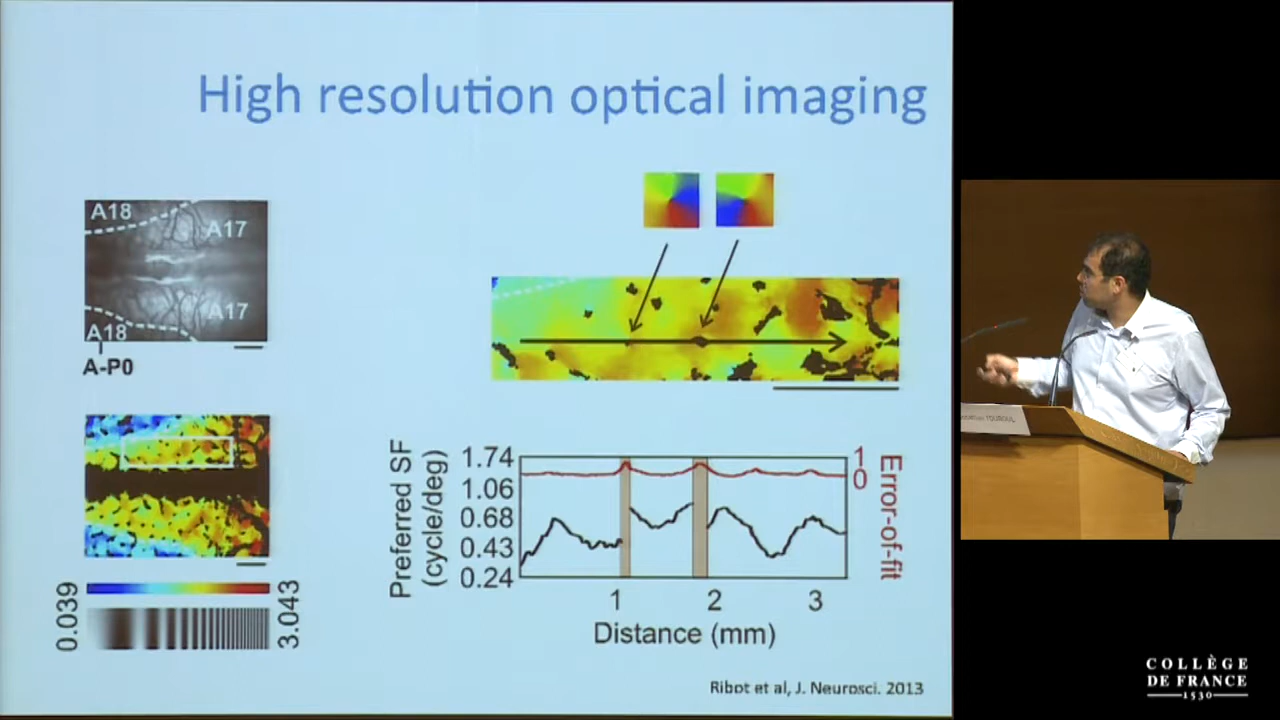 High resolution optical imaging
A18
A17
A17
A18
A-P0
0.039
3.043
Preferred SF
(cycle/deg)
1.74
1.06
0.68
0.43
0.24
1
0
Error-of-fit
1
2
3
Distance (mm)
Ribot et al, J. Neurosci. 2013
COLLÈGE
DE FRANCE
1530